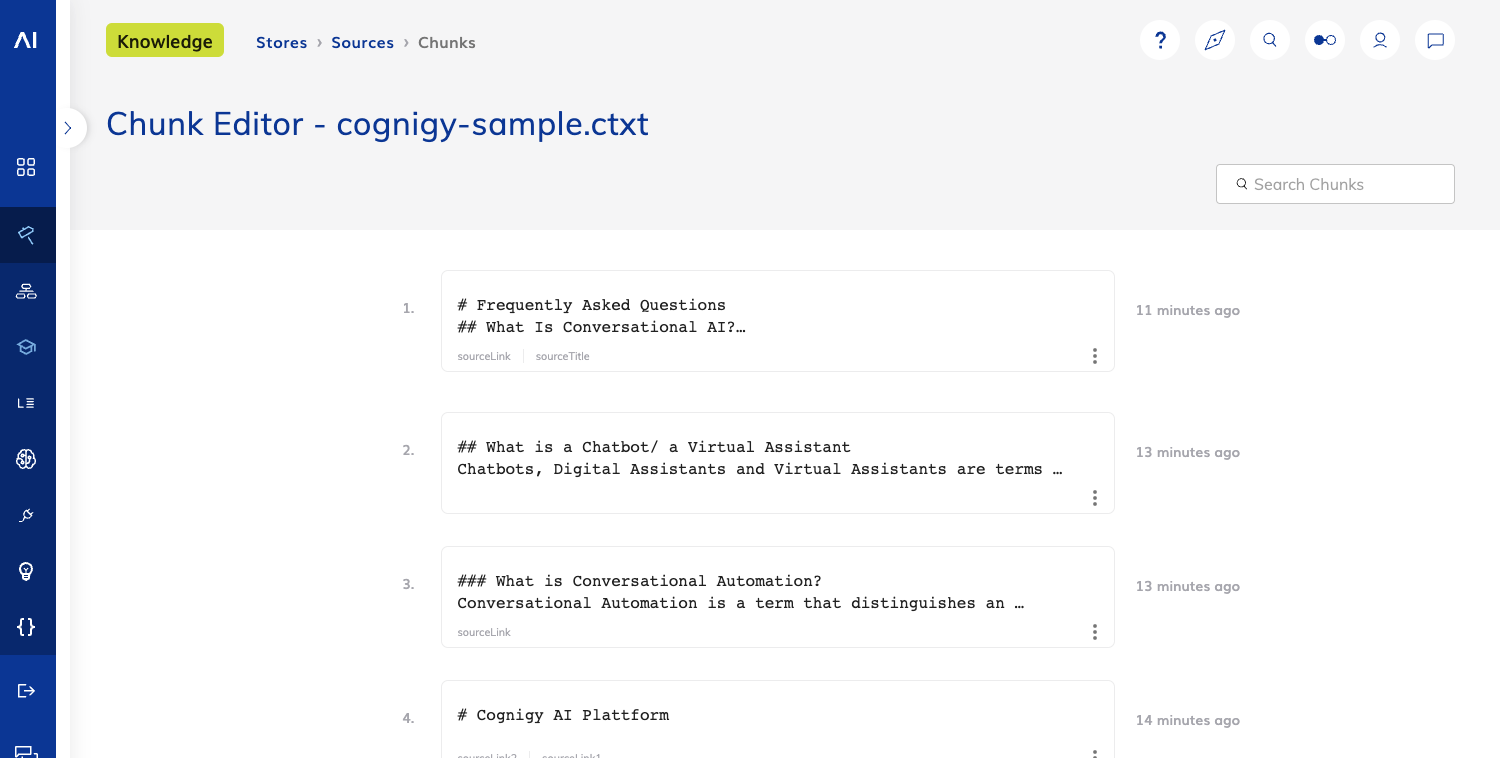 AI
Knowledge
Stores › Sources › Chunks
?
Chunk Editor - cognigy-sample.ctxt
Search Chunks
1.
# Frequently Asked Questions
## What Is Conversational AI?…
sourceLink
sourceTitle
11 minutes ago
2.
## What is a Chatbot/ a Virtual Assistant
Chatbots, Digital Assistants and Virtual Assistants are terms …
13 minutes ago
3.
### What is Conversational Automation?
Conversational Automation is a term that distinguishes an …
sourceLink
13 minutes ago
4.
# Cognigy AI Plattform
sourceLink2
sourceLink1
14 minutes ago